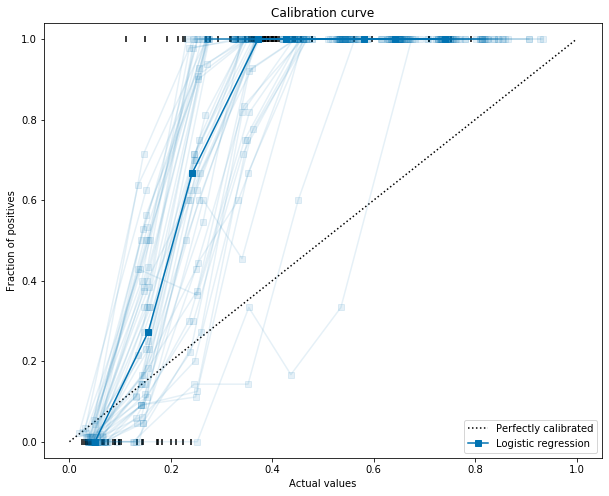 Calibration curve
1.0
0.8
0.6
0.4
0.2
0.0
Fraction of positives
0.0 0.2 0.4 0.6 0.8 1.0
Actual values
Perfectly calibrated
Logistic regression